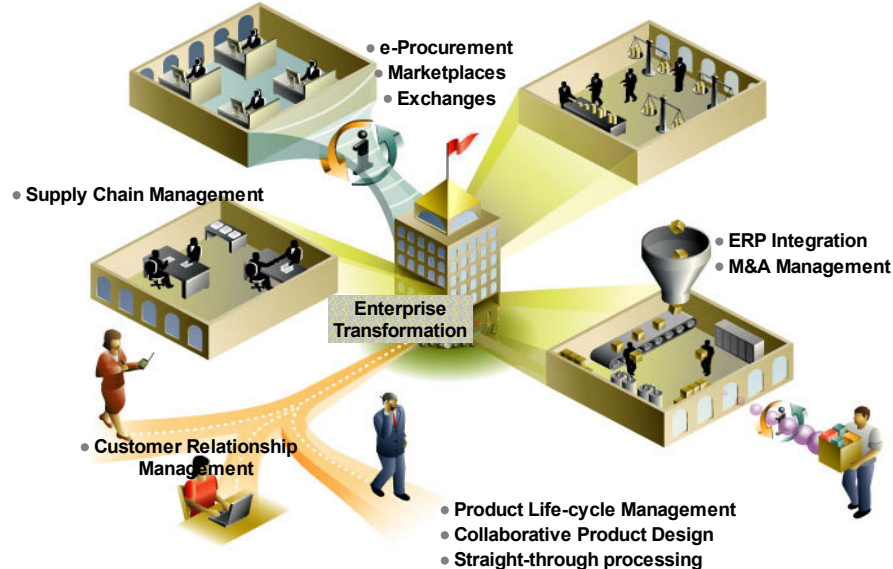 • e-Procurement
• Marketplaces
• Exchanges
• Supply Chain Management
• ERP Integration
• M&A Management
Enterprise
Transformation
• Customer Relationship
Management
• Product Life-cycle Management
• Collaborative Product Design
• Straight-through processing